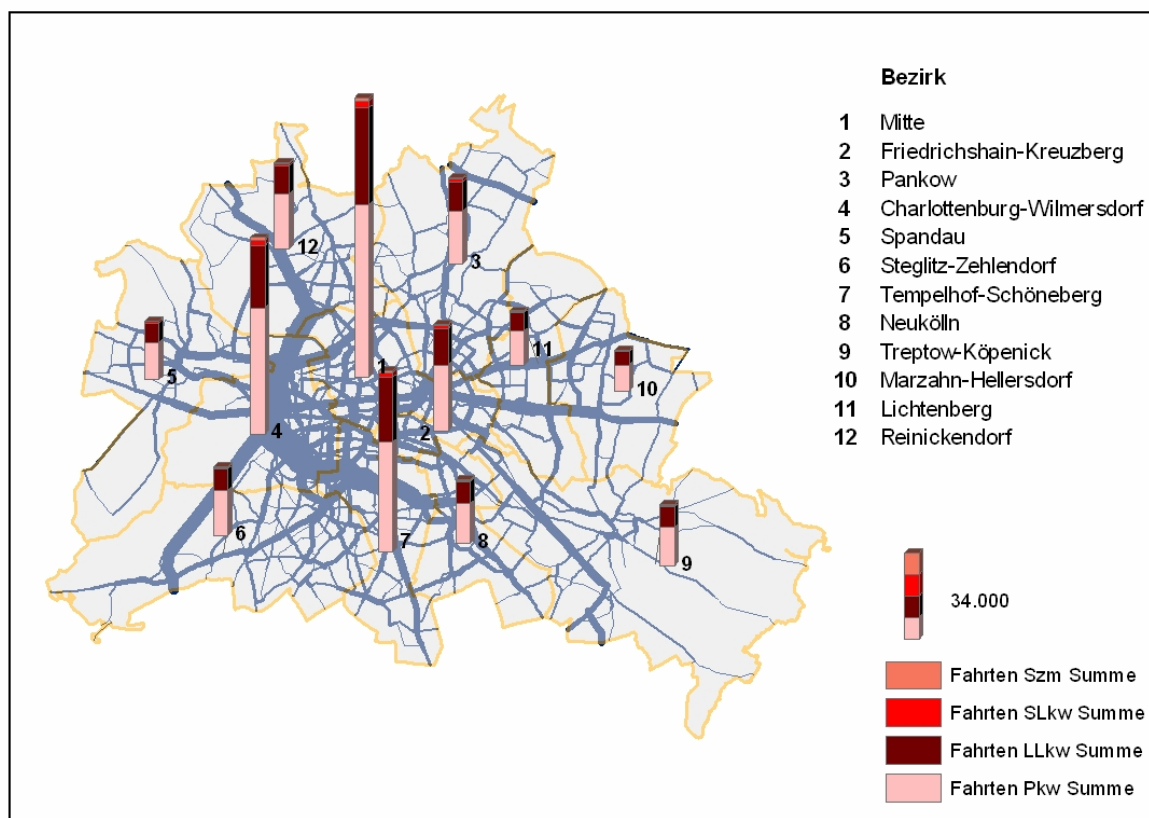 Bezirk
1 Mitte
2 Friedrichshain-Kreuzberg
3 Pankow
4 Charlottenburg-Wilmersdorf
5 Spandau
6 Steglitz-Zehlendorf
7 Tempelhof-Schöneberg
8 Neukölln
9 Treptow-Köpenick
10 Marzahn-Hellersdorf
11 Lichtenberg
12 Reinickendorf
12
3
11
5
1
10
2
4
6
7
8
9
34.000
Fahrten Szm Summe
Fahrten SLkw Summe
Fahrten LLkw Summe
Fahrten Pkw Summe